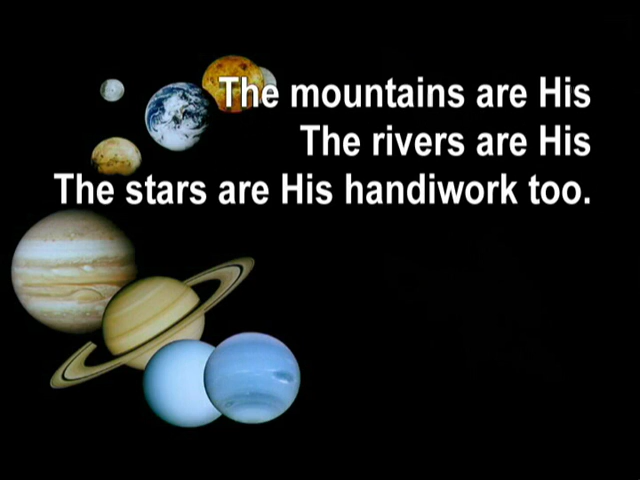 The mountains are His
The rivers are His
The stars are His handiwork too.